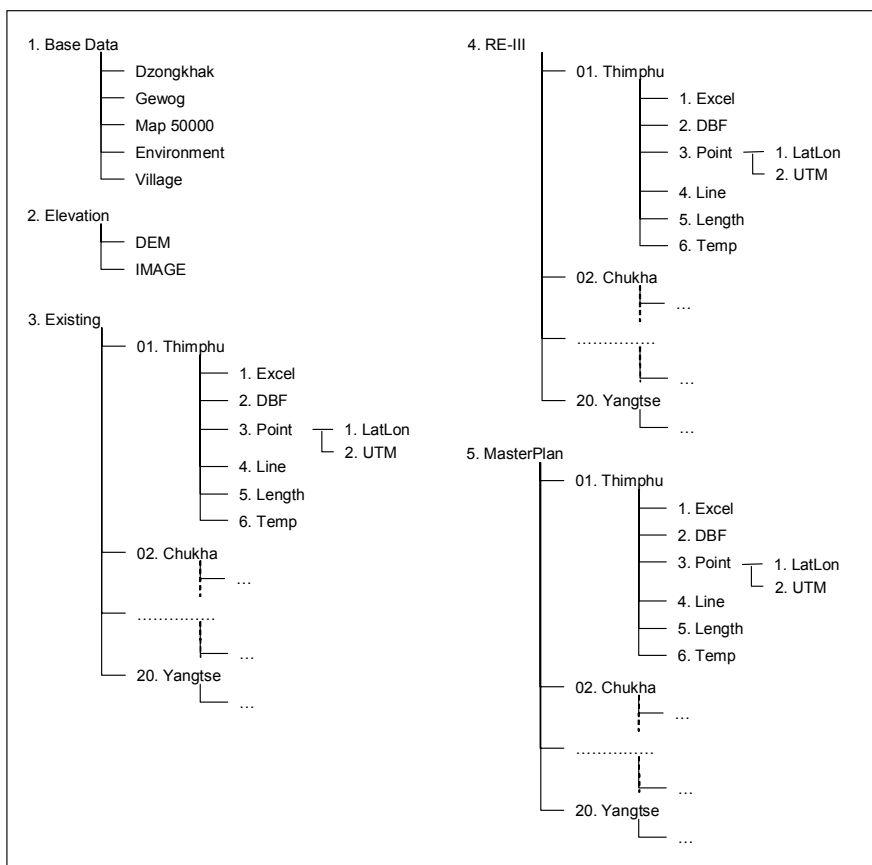 1. Base Data
Dzongkhak
Gewog
Map 50000
Environment
Village
2. Elevation
DEM
IMAGE
3. Existing
01. Thimphu
1. Excel
2. DBF
3. Point
1. LatLon
2. UTM
4. Line
5. Length
6. Temp
02. Chukha
...
...............
...
20. Yangtse
...
4. RE-III
01. Thimphu
1. Excel
2. DBF
3. Point
1. LatLon
2. UTM
4. Line
5. Length
6. Temp
02. Chukha
...
...............
...
20. Yangtse
...
5. MasterPlan
01. Thimphu
1. Excel
2. DBF
3. Point
1. LatLon
2. UTM
4. Line
5. Length
6. Temp
02. Chukha
...
...............
...
20. Yangtse
...